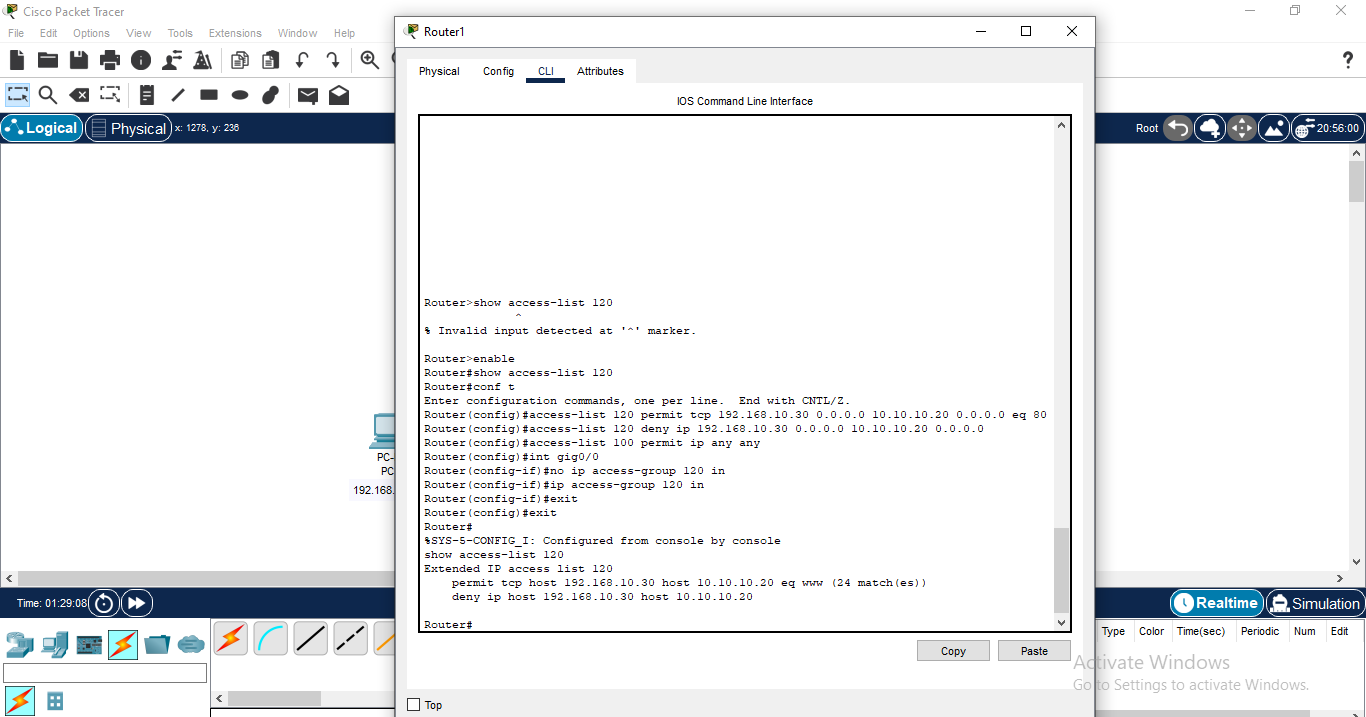 Cisco Packet Tracer
File Edit Options View Tools Extensions Window Help
Logical Physical x: 1278, y: 236
Root 20:56:00
Router1
Physical Config CLI Attributes
IOS Command Line Interface
Router>show access-list 120
^
% Invalid input detected at '^' marker.
Router>enable
Router#show access-list 120
Router#conf t
Enter configuration commands, one per line. End with CNTL/Z.
Router(config)#access-list 120 permit tcp 192.168.10.30 0.0.0.0 10.10.10.20 0.0.0.0 eq 80
Router(config)#access-list 120 deny ip 192.168.10.30 0.0.0.0 10.10.10.20 0.0.0.0
Router(config)#access-list 100 permit ip any any
Router(config)#int gig0/0
Router(config-if)#no ip access-group 120 in
Router(config-if)#ip access-group 120 in
Router(config-if)#exit
Router(config)#exit
Router#
%SYS-5-CONFIG_I: Configured from console by console
show access-list 120
Extended IP access list 120
permit tcp host 192.168.10.30 host 10.10.10.20 eq www (24 match(es))
deny ip host 192.168.10.30 host 10.10.10.20
Router#
Copy Paste
Top
PC-
PC
192.168.
Time: 01:29:08
Realtime Simulation
Type Color Time(sec) Periodic Num Edit
Activate Windows
Go to Settings to activate Windows.